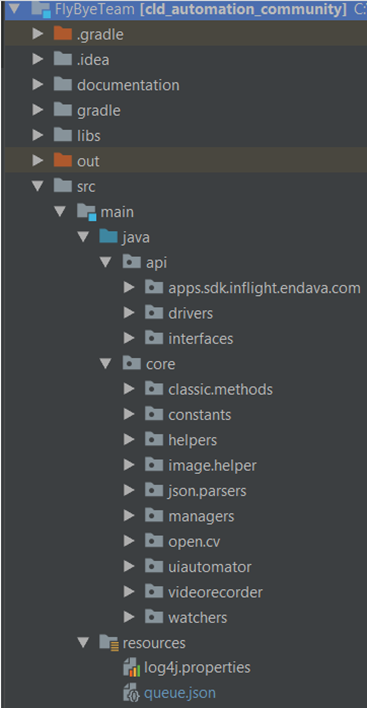 FlyByeTeam [cld_automation_community] C:
.gradle
.idea
documentation
gradle
libs
out
src
main
java
api
apps.sdk.inflight.endava.com
drivers
interfaces
core
classic.methods
constants
helpers
image.helper
json.parsers
managers
open.cv
uiautomator
videorecorder
watchers
resources
log4j.properties
queue.json